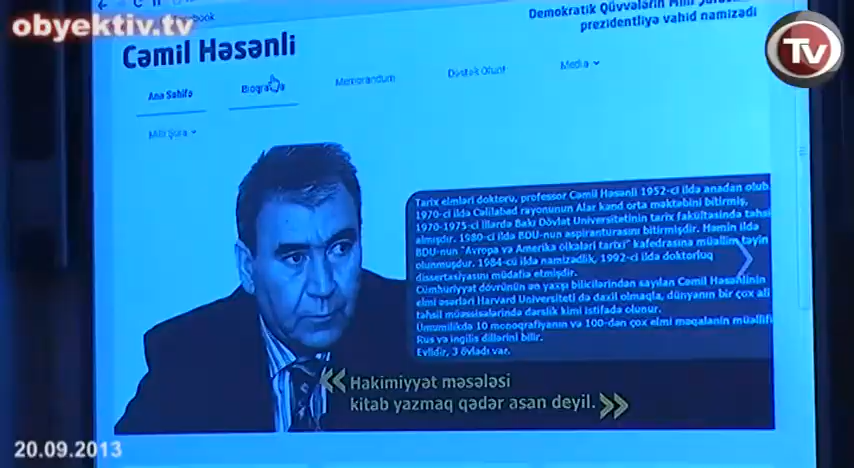 obyektiv.tv
Demokratik Qüvvələrin Milli
prezidentliyə vahid namizədi
TV
Cəmil Həsənli
Ana Səhifə
Bioqrafiya
Memorandum
Dəstək Olun!
Media
Milli Şura
Tarix elmləri doktoru, professor Cəmil Həsənli 1952-ci ildə anadan olub.
1970-ci ildə Cəlilabad rayonunun Alar kənd orta məktəbini bitirmiş,
1970-1975-ci illərdə Bakı Dövlət Universitetinin tarix fakültəsində təhsil
almışdır. 1980-ci ildə BDU-nun aspiranturasını bitirmiş. Həmin ildə
BDU-nun "Avropa və Amerika ölkələri tarixi" kafedrasına müəllim təyin
olunmuşdur. 1984-cü ildə namizədlik, 1992-ci ildə doktorluq
dissertasiyasını müdafiə etmişdir.
Cümhuriyyət dövrünün ən yaxşı bilicilərindən sayılan Cəmil Həsənlinin
elmi əsərləri Harvard Universiteti də daxil olmaqla, dünyanın bir çox ali
təhsil müəssisələrində dərslik kimi istifadə olunur.
Ümumilikdə 10 monoqrafiyanın və 100-dən çox elmi məqalənin müəllifi
Rus və ingilis dillərini bilir.
Evlidir, 3 övladı var.
« Hakimiyyət məsələsi
kitab yazmaq qədər asan deyil. »
20.09.2013